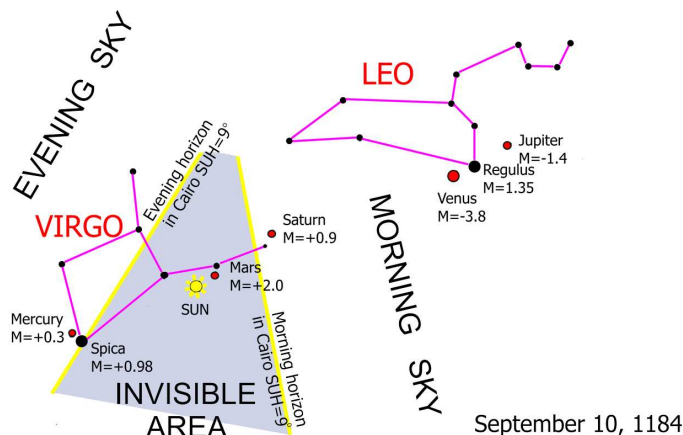 EVENING SKY
LEO
Jupiter
M=-1.4
Regulus
M=1.35
Venus
M=-3.8
Evening horizon
in Cairo SUH=9°
VIRGO
Saturn
M=+0.9
MORNING SKY
Mars
M=+2.0
SUN
Mercury
M=+0.3
Spica
M=+0.98
Morning horizon
in Cairo SUH=9°
INVISIBLE
AREA
September 10, 1184